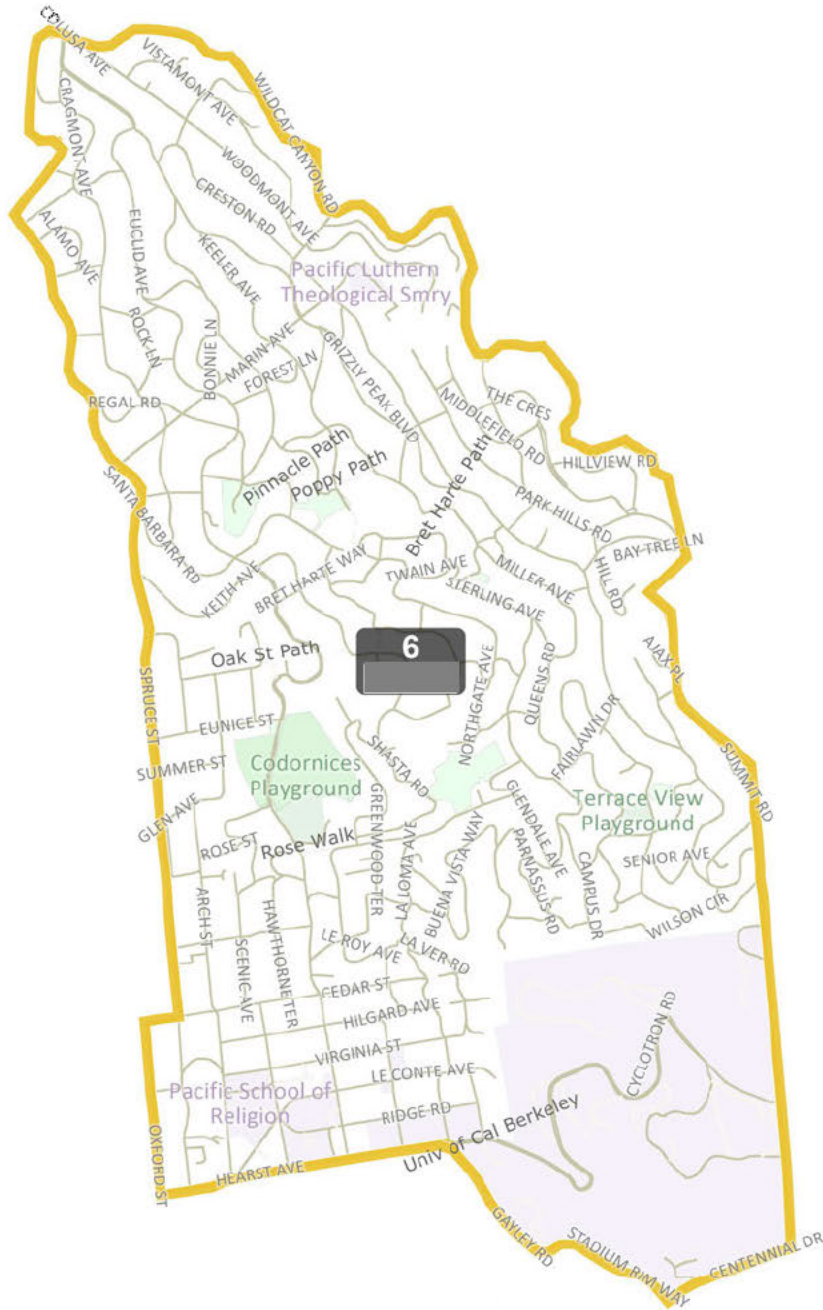 COLUSA AVE
VISTAMONT AVE
WILDCAT CANYON RD
CRAGMONT AVE
WOODMONT AVE
CRESTON RD
EUCLID AVE
ALAMO AVE
KEELER AVE
Pacific Luthern
Theological Smry
ROCK LN
BONNIE LN
MARIN AVE
FOREST LN
GRIZZLY PEAK BLVD
REGAL RD
THE CRES
MIDDLEFIELD RD
HILLVIEW RD
Pinnacle Path
Poppy Path
Bret Harte Path
SANTA BARBARA RD
PARK HILLS RD
BAY TREE LN
KEITH AVE
BRET HARTE WAY
TWAIN AVE
STERLING AVE
MILLER AVE
HILL RD
6
Oak St Path
AJAX PL
SPRUCE ST
NORTHGATE AVE
QUEENS RD
FAIRLAWN DR
EUNICE ST
SUMMER ST
SHASTA RD
Codornices
Playground
SUMMIT RD
GLEN AVE
GREENWOOD TER
GLENDALE AVE
Terrace View
Playground
ROSE ST
Rose Walk
LA LOMA AVE
BUENA VISTA WAY
PARNASSUS RD
CAMPUS DR
SENIOR AVE
ARCH ST
SCENIC AVE
HAWTHORNE TER
LE ROY AVE
LA VER RD
WILSON CIR
CEDAR ST
HILGARD AVE
VIRGINIA ST
LE CONTE AVE
CYCLOTRON RD
Pacific School of
Religion
RIDGE RD
Univ of Cal Berkeley
OXFORD ST
HEARST AVE
GAYLEY RD
STADIUM RIM WAY
CENTENNIAL DR